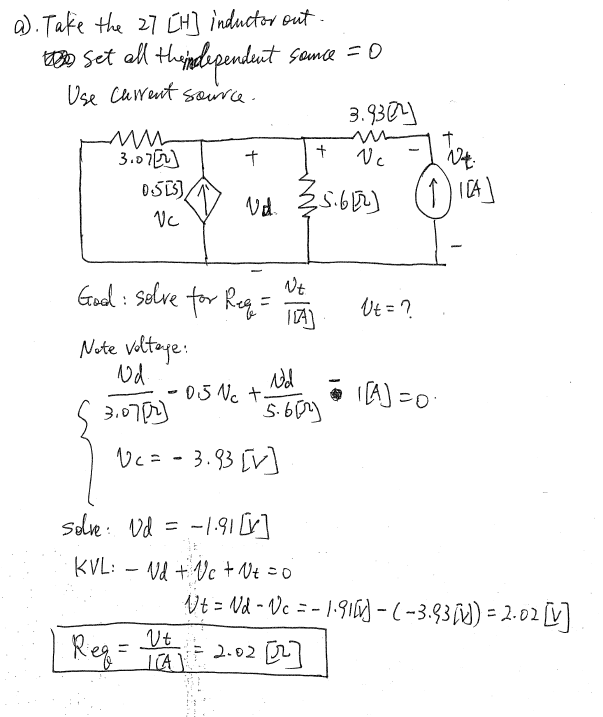 a). Take the 27 [H] inductor out.
set all the independent source = 0
Use current source.
3.93[Ω]
3.07[Ω]
+ + Vc - + Vt
0.5[S] Vc
Vd
5.6[Ω]
1[A]
- -
Goal : solve for Req = Vt / 1[A] Vt = ?
Note voltage:
Vd / 3.07[Ω] - 0.5 Vc + Vd / 5.6[Ω] - 1[A] = 0.
Vc = - 3.93 [V]
solve: Vd = -1.91 [V]
KVL: - Vd + Vc + Vt = 0
Vt = Vd - Vc = - 1.91[V] - (-3.93[V]) = 2.02 [V]
Req = Vt / 1[A] = 2.02 [Ω]